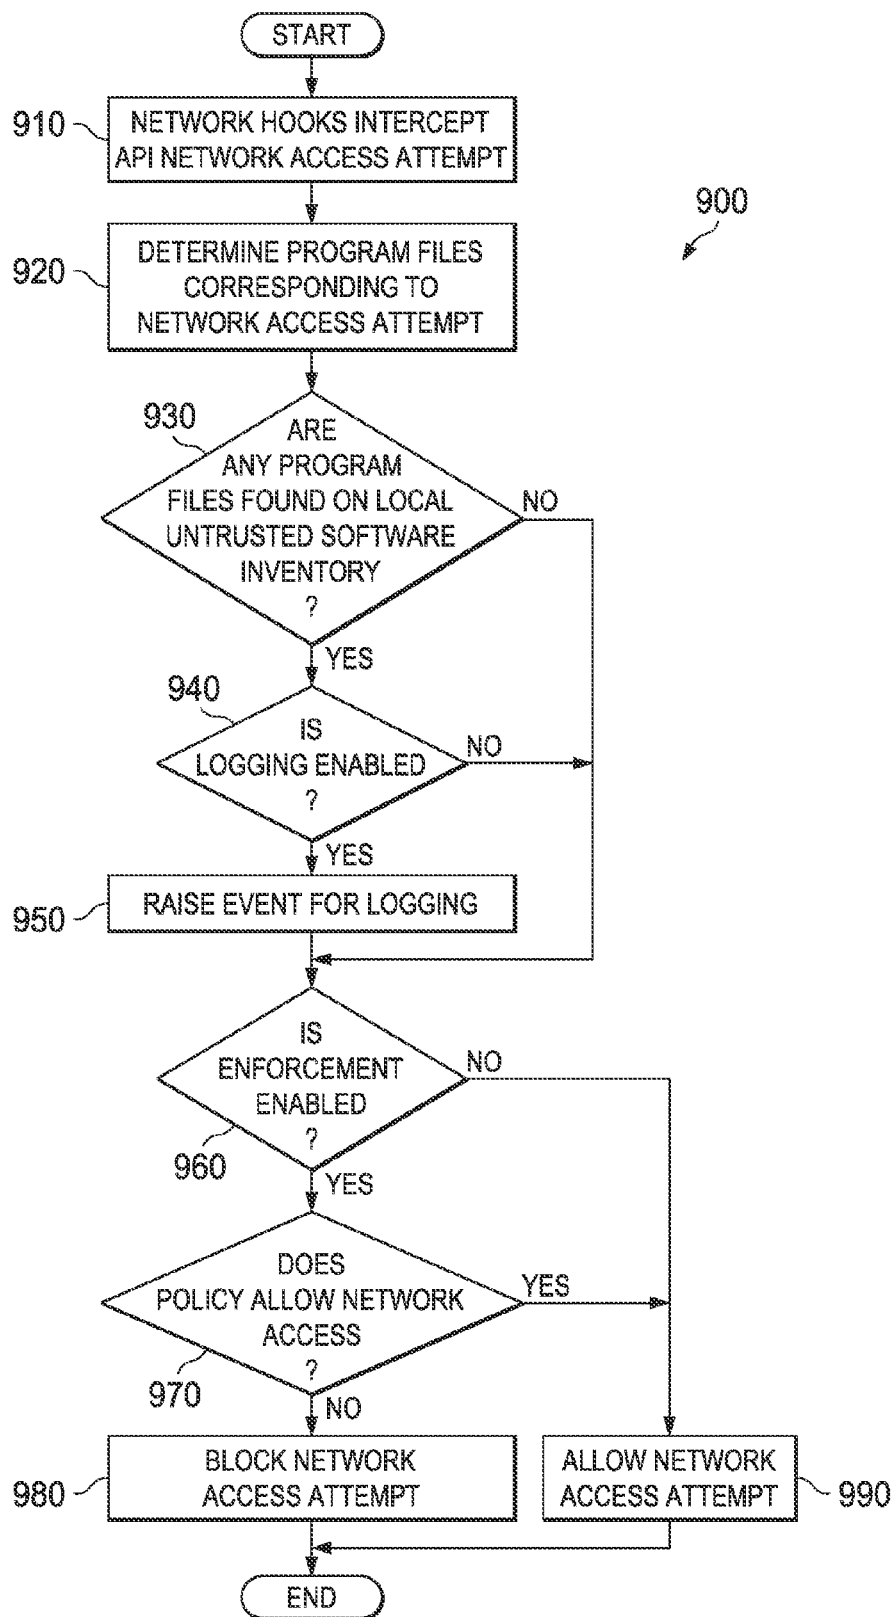 START
910
NETWORK HOOKS INTERCEPT
API NETWORK ACCESS ATTEMPT
900
920
DETERMINE PROGRAM FILES
CORRESPONDING TO
NETWORK ACCESS ATTEMPT
930
ARE
ANY PROGRAM
FILES FOUND ON LOCAL
UNTRUSTED SOFTWARE
INVENTORY
?
NO
YES
940
IS
LOGGING ENABLED
?
NO
YES
950
RAISE EVENT FOR LOGGING
IS
ENFORCEMENT
ENABLED
?
NO
960
YES
DOES
POLICY ALLOW NETWORK
ACCESS
?
YES
970
NO
980
BLOCK NETWORK
ACCESS ATTEMPT
ALLOW NETWORK
ACCESS ATTEMPT
990
END